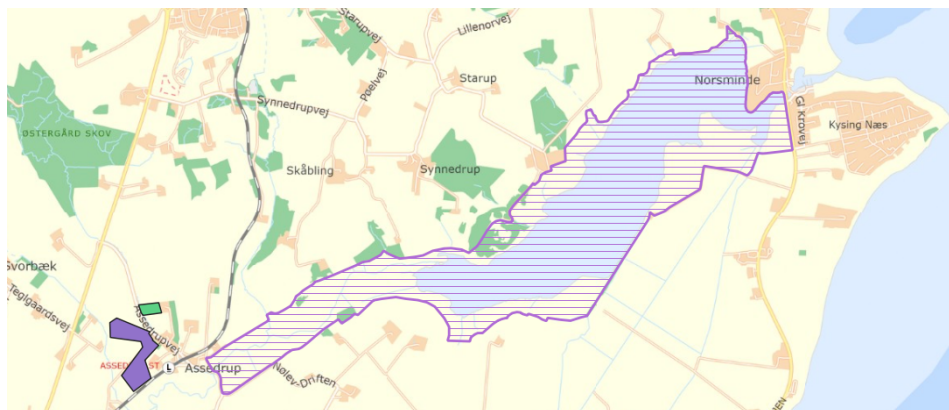 Starupvej
Lillenorvej
Starup
Norsminde
Poelvej
Synnedrupvej
Gl Krovej
Kysing Næs
ØSTERGÅRD SKOV
Skåbling
Synnedrup
Svorbæk
Teglgaardsvej
Assedrupvej
L
Assedrup
Nølev-Driften